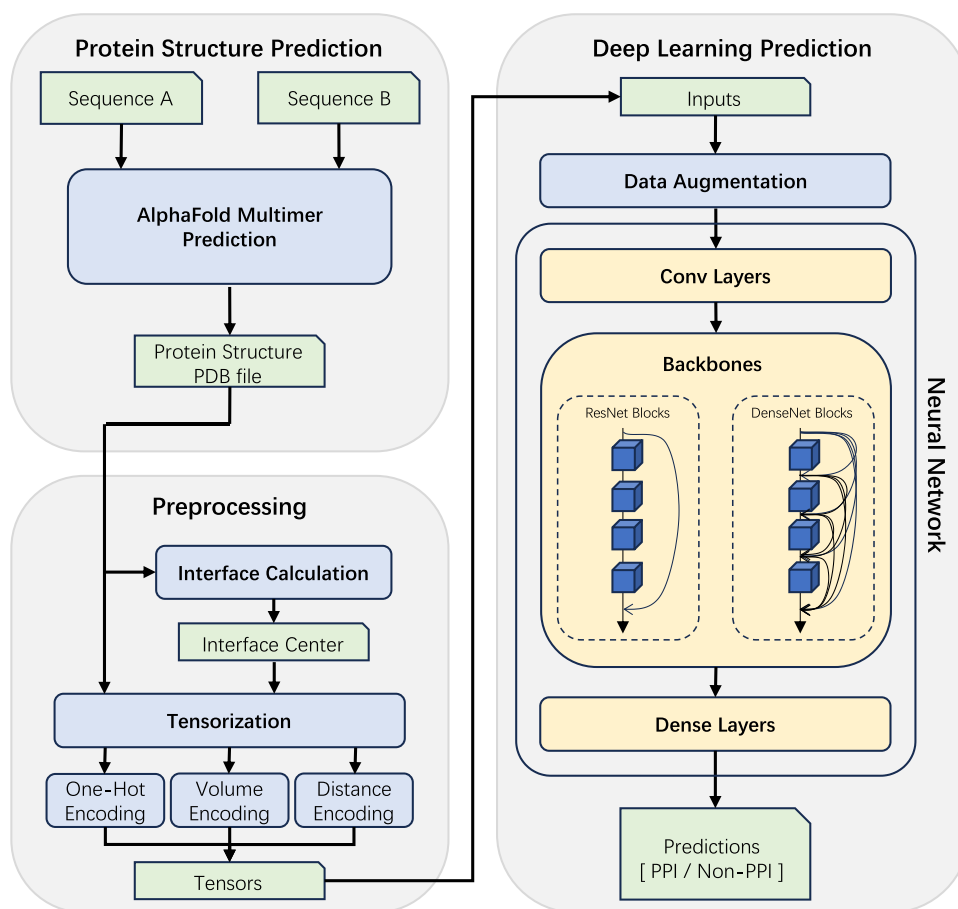 Protein Structure Prediction
Sequence A
Sequence B
AlphaFold Multimer
Prediction
Protein Structure
PDB file
Preprocessing
Interface Calculation
Interface Center
Tensorization
One-Hot
Encoding
Volume
Encoding
Distance
Encoding
Tensors
Deep Learning Prediction
Inputs
Data Augmentation
Conv Layers
Backbones
ResNet Blocks
DenseNet Blocks
Dense Layers
Neural Network
Predictions
[ PPI / Non-PPI ]